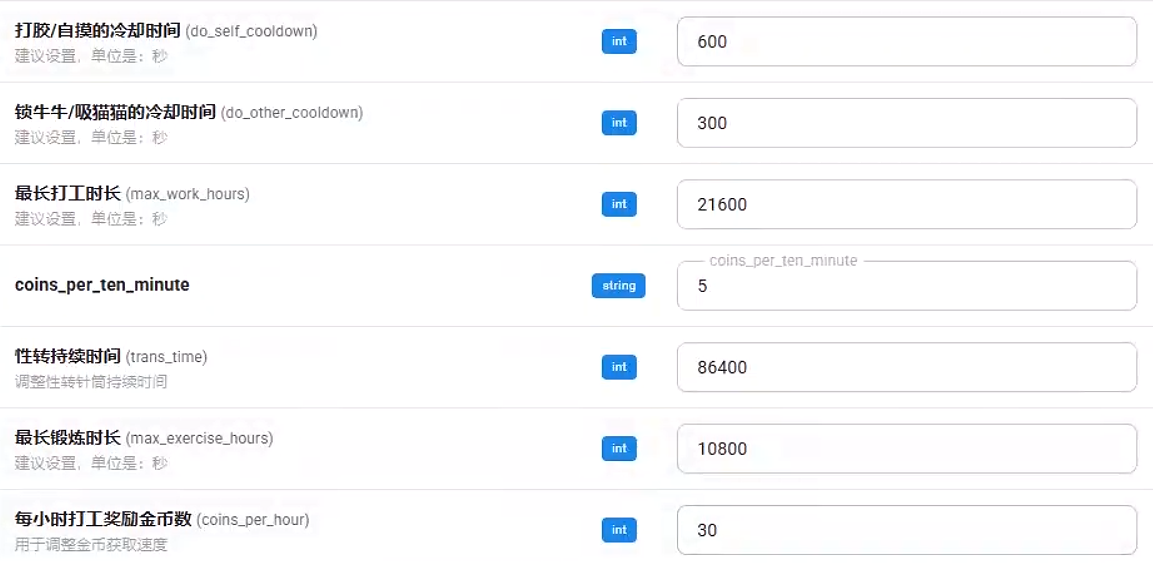 打胶/自摸的冷却时间 (do_self_cooldown)
建议设置，单位是：秒
int
600
锁牛牛/吸猫猫的冷却时间 (do_other_cooldown)
建议设置，单位是：秒
int
300
最长打工时长 (max_work_hours)
建议设置，单位是：秒
int
21600
coins_per_ten_minute
string
coins_per_ten_minute
5
性转持续时间 (trans_time)
调整性转针筒持续时间
int
86400
最长锻炼时长 (max_exercise_hours)
建议设置，单位是：秒
int
10800
每小时打工奖励金币数 (coins_per_hour)
用于调整金币获取速度
int
30